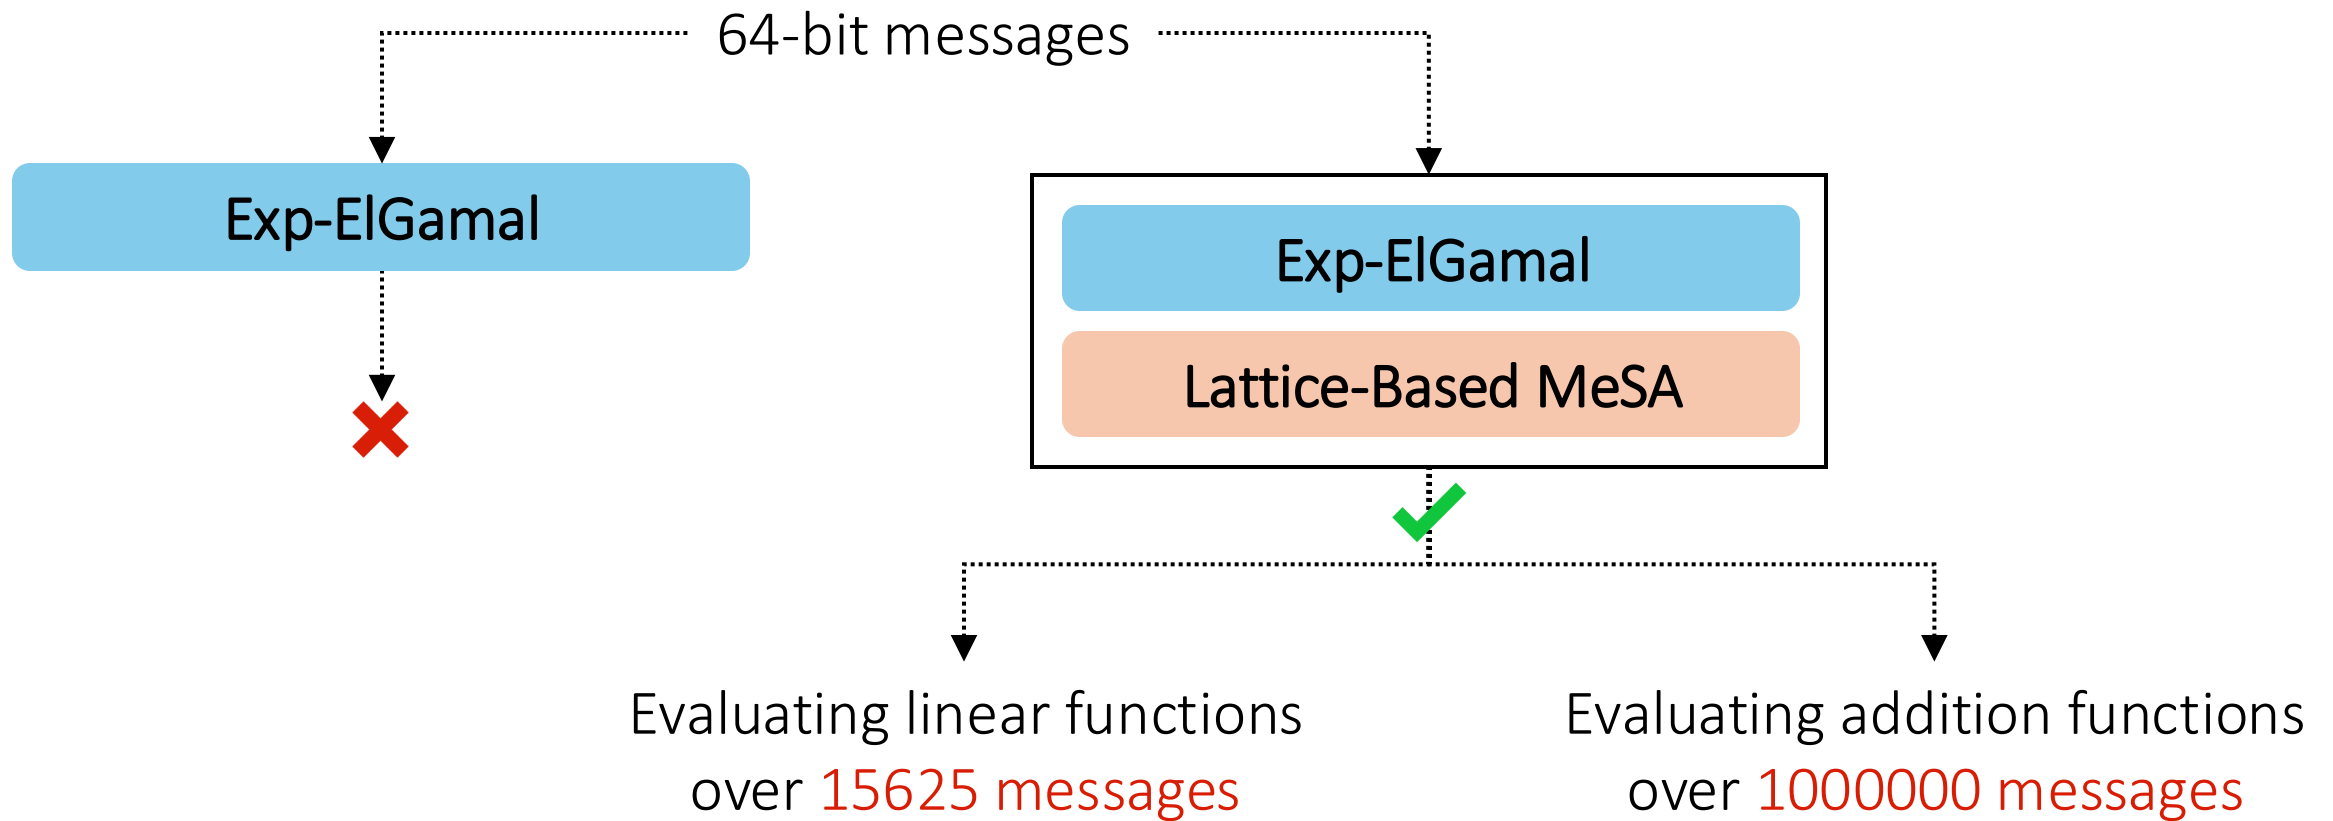 64-bit messages
Exp-ElGamal
Exp-ElGamal
Lattice-Based MeSA
Evaluating linear functions
over 15625 messages
Evaluating addition functions
over 1000000 messages